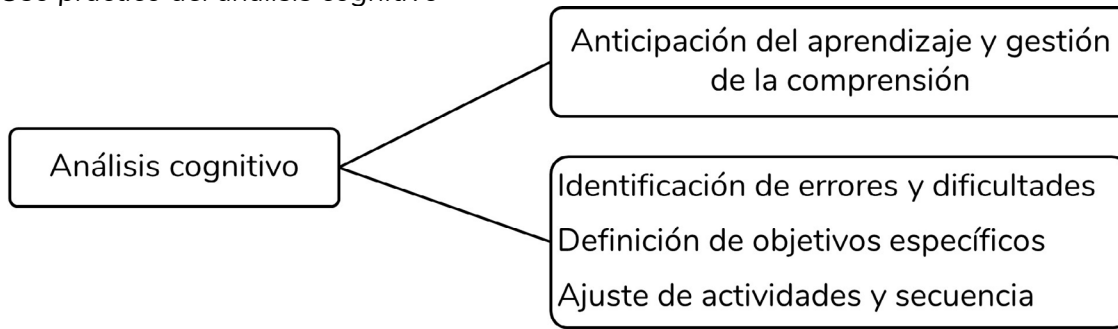 Uso práctico del análisis cognitivo
Anticipación del aprendizaje y gestión
de la comprensión
Análisis cognitivo
Identificación de errores y dificultades
Definición de objetivos específicos
Ajuste de actividades y secuencia